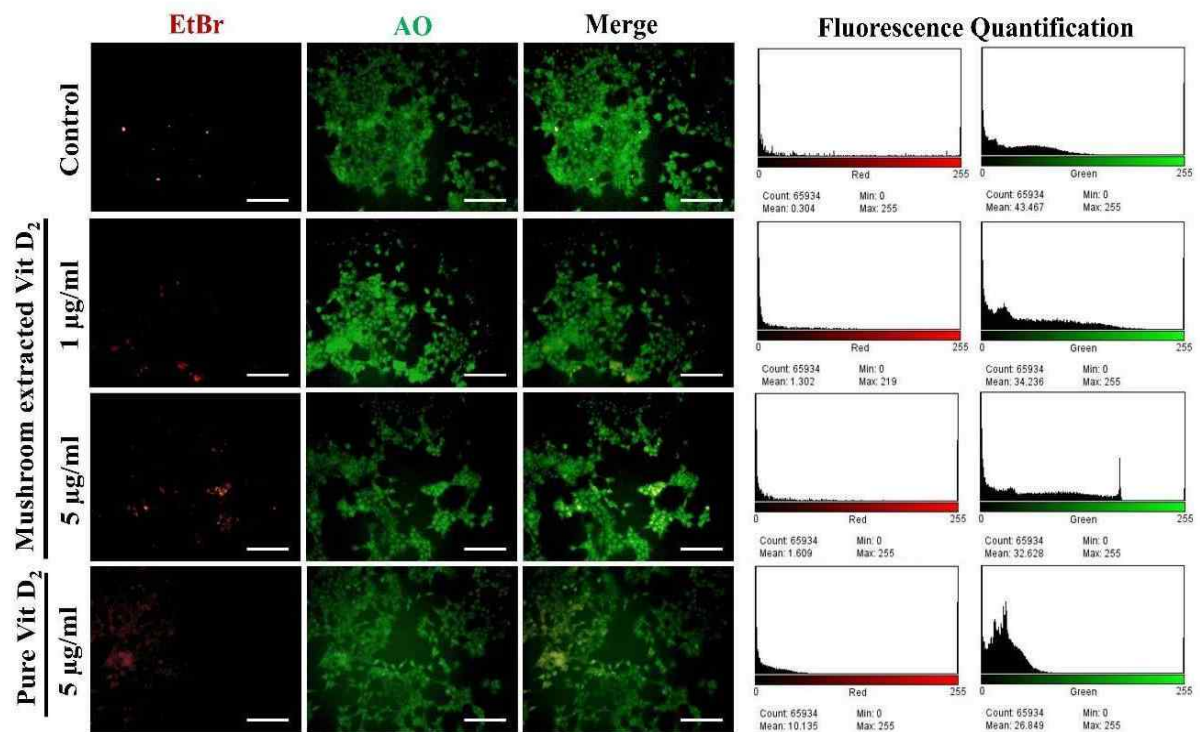 EtBr AO Merge Fluorescence Quantification
Control
0 Red 255 0 Green 255
Count: 65934 Min: 0 Count: 65934 Min: 0
Mean: 0.304 Max: 255 Mean: 43.467 Max: 255
Mushroom extracted Vit D₂
1 µg/ml
0 Red 255 0 Green 255
Count: 65934 Min: 0 Count: 65934 Min: 0
Mean: 1.302 Max: 219 Mean: 34.236 Max: 255
5 µg/ml
0 Red 255 0 Green 255
Count: 65934 Min: 0 Count: 65934 Min: 0
Mean: 1.609 Max: 255 Mean: 32.628 Max: 255
Pure Vit D₂
5 µg/ml
0 Red 255 0 Green 255
Count: 65934 Min: 0 Count: 65934 Min: 0
Mean: 10.135 Max: 255 Mean: 26.849 Max: 255